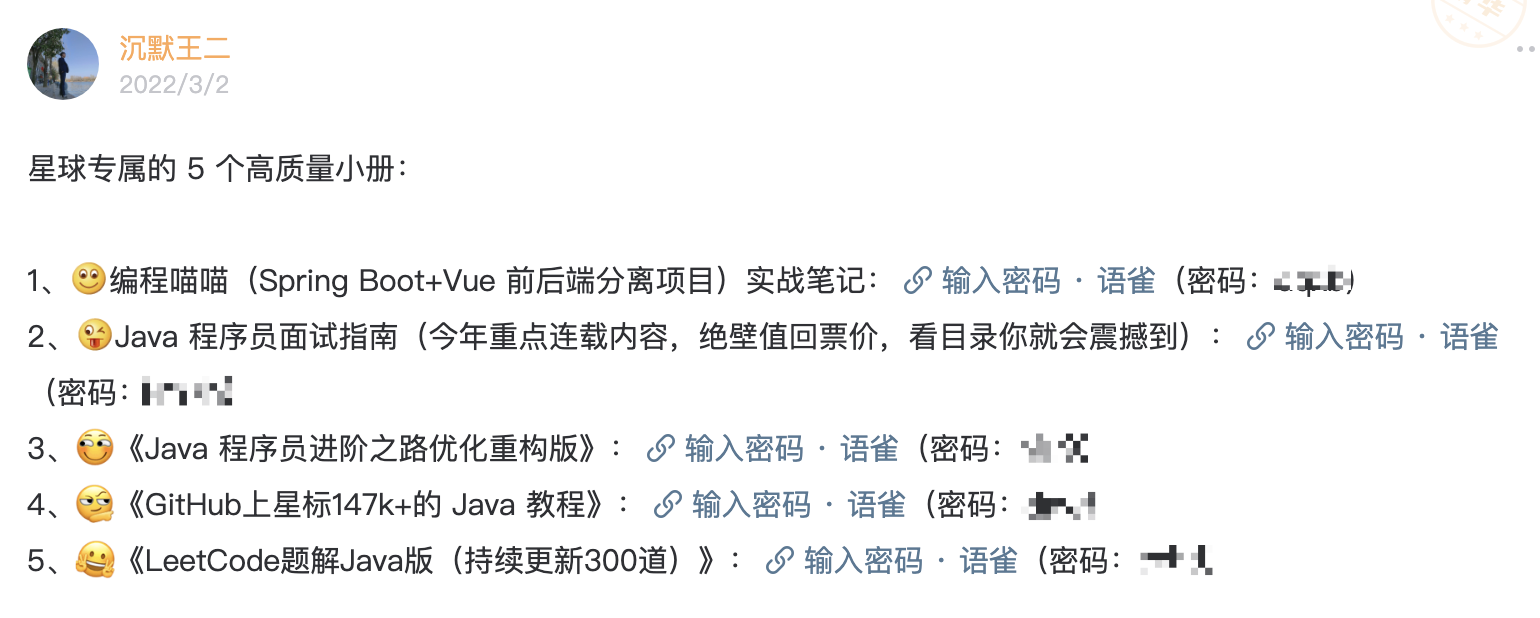 沉默王二
2022/3/2
星球专属的 5 个高质量小册：
1、编程喵喵（Spring Boot+Vue 前后端分离项目）实战笔记： 输入密码 · 语雀（密码：
2、Java 程序员面试指南（今年重点连载内容，绝壁值回票价，看目录你就会震撼到）： 输入密码 · 语雀
（密码：
3、《Java 程序员进阶之路优化重构版》： 输入密码 · 语雀（密码：
4、《GitHub上星标147k+的 Java 教程》： 输入密码 · 语雀（密码：
5、《LeetCode题解Java版（持续更新300道）》： 输入密码 · 语雀（密码：